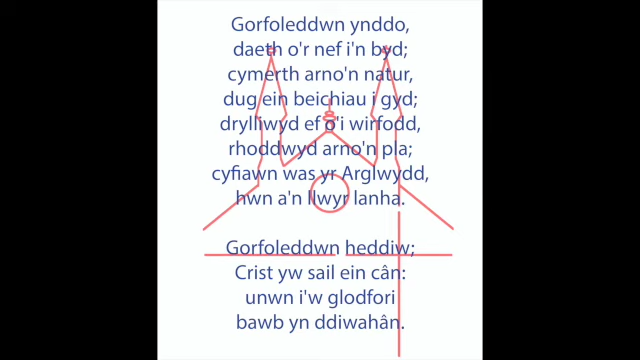 Gorfoleddwn ynddo,
daeth o'r nef i'n byd;
cymerth arno'n natur,
dug ein beichiau i gyd;
drylliwyd ef o'i wirfodd,
rhoddwyd arno'n pla;
cyfiawn was yr Arglwydd,
hwn a'n llwyr lanha.
Gorfoleddwn heddiw;
Crist yw sail ein cân:
unwn i'w glodfori
bawb yn ddiwahân.